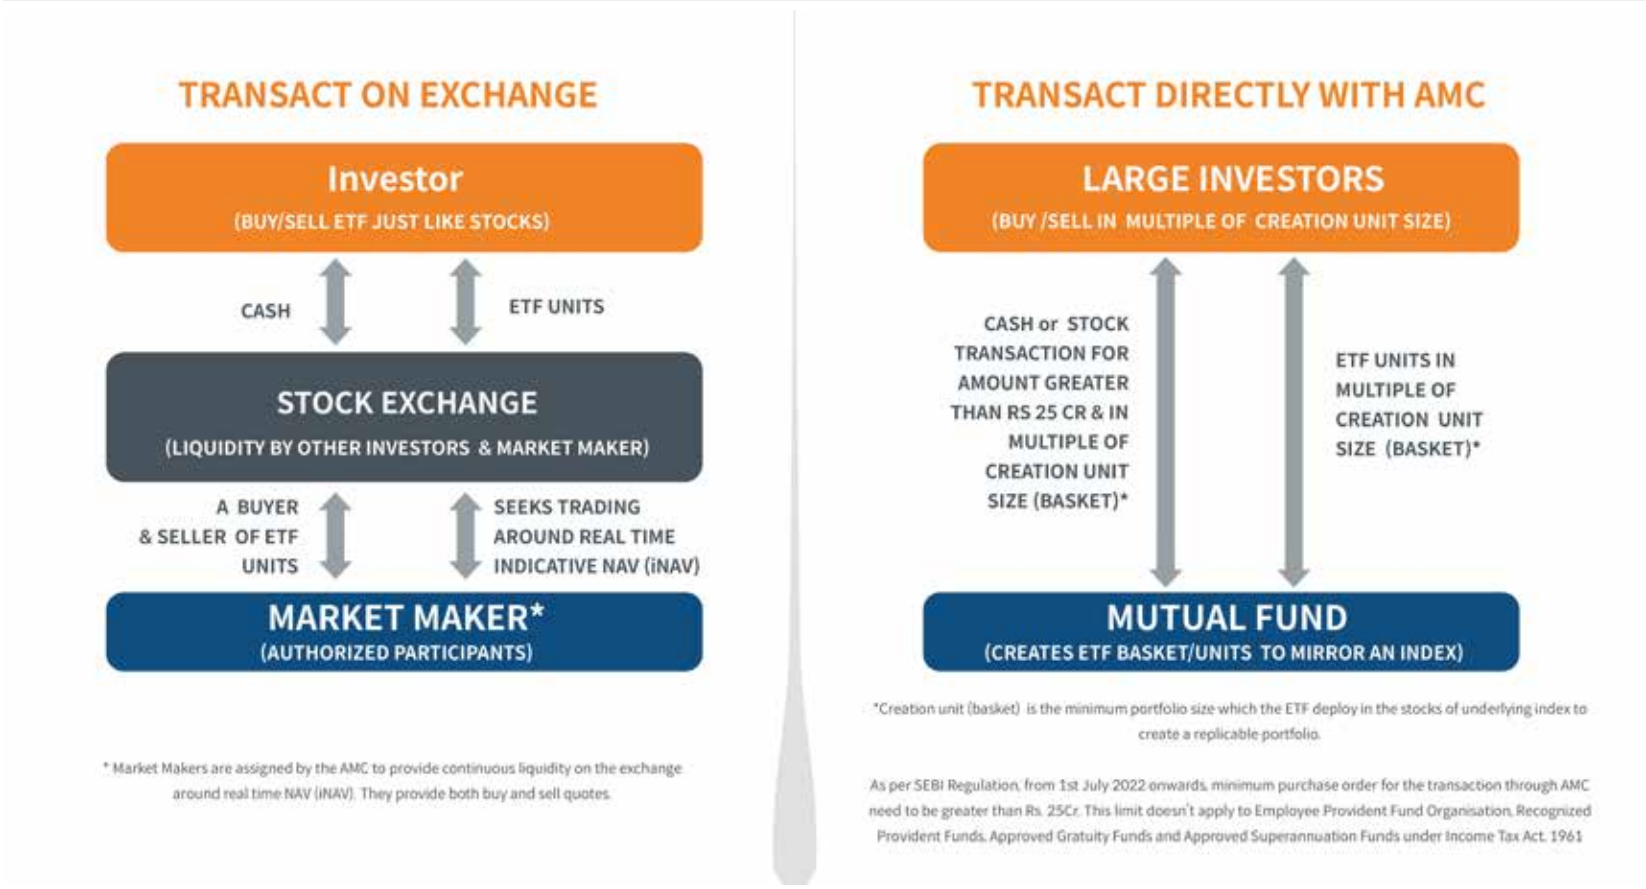 TRANSACT ON EXCHANGE
Investor
(BUY/SELL ETF JUST LIKE STOCKS)
CASH
ETF UNITS
STOCK EXCHANGE
(LIQUIDITY BY OTHER INVESTORS & MARKET MAKER)
A BUYER
& SELLER OF ETF
UNITS
SEEKS TRADING
AROUND REAL TIME
INDICATIVE NAV (iNAV)
MARKET MAKER*
(AUTHORIZED PARTICIPANTS)
* Market Makers are assigned by the AMC to provide continuous liquidity on the exchange
around real time NAV (iNAV). They provide both buy and sell quotes.
TRANSACT DIRECTLY WITH AMC
LARGE INVESTORS
(BUY /SELL IN MULTIPLE OF CREATION UNIT SIZE)
CASH or STOCK
TRANSACTION FOR
AMOUNT GREATER
THAN RS 25 CR & IN
MULTIPLE OF
CREATION UNIT
SIZE (BASKET)*
ETF UNITS IN
MULTIPLE OF
CREATION UNIT
SIZE (BASKET)*
MUTUAL FUND
(CREATES ETF BASKET/UNITS TO MIRROR AN INDEX)
*Creation unit (basket) is the minimum portfolio size which the ETF deploy in the stocks of underlying index to
create a replicable portfolio.
As per SEBI Regulation, from 1st July 2022 onwards, minimum purchase order for the transaction through AMC
need to be greater than Rs. 25Cr. This limit doesn't apply to Employee Provident Fund Organisation, Recognized
Provident Funds, Approved Gratuity Funds and Approved Superannuation Funds under Income Tax Act, 1961